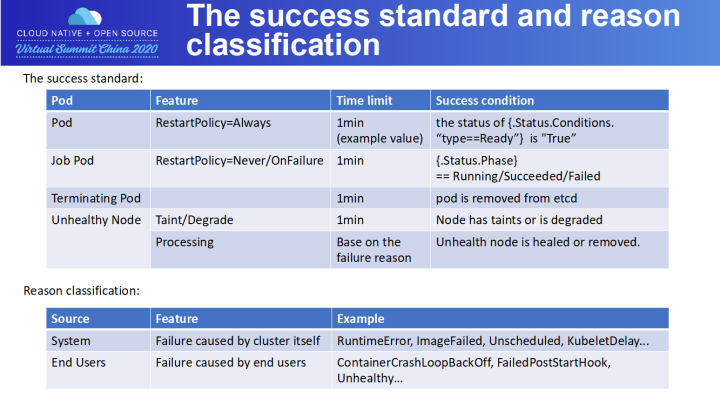 CLOUD NATIVE + OPEN SOURCE
Virtual Summit China 2020
The success standard and reason
classification
The success standard:
Pod Feature Time limit Success condition
Pod RestartPolicy=Always 1min the status of {.Status.Conditions.
(example value) “type==Ready”} is "True”
Job Pod RestartPolicy=Never/OnFailure 1min {.Status.Phase}
== Running/Succeeded/Failed
Terminating Pod 1min pod is removed from etcd
Unhealthy Node Taint/Degrade 1min Node has taints or is degraded
Processing Base on the Unhealth node is healed or removed.
failure reason
Reason classification:
Source Feature Example
System Failure caused by cluster itself RuntimeError, ImageFailed, Unscheduled, KubeletDelay...
End Users Failure caused by end users ContainerCrashLoopBackOff, FailedPostStartHook,
Unhealthy…